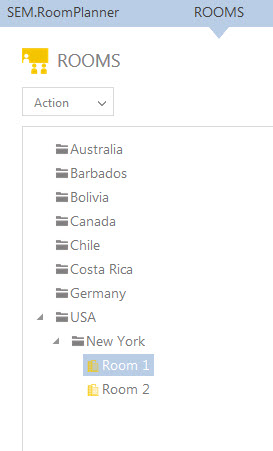 SEM.RoomPlanner ROOMS
ROOMS
Action
Australia
Barbados
Bolivia
Canada
Chile
Costa Rica
Germany
USA
New York
Room 1
Room 2